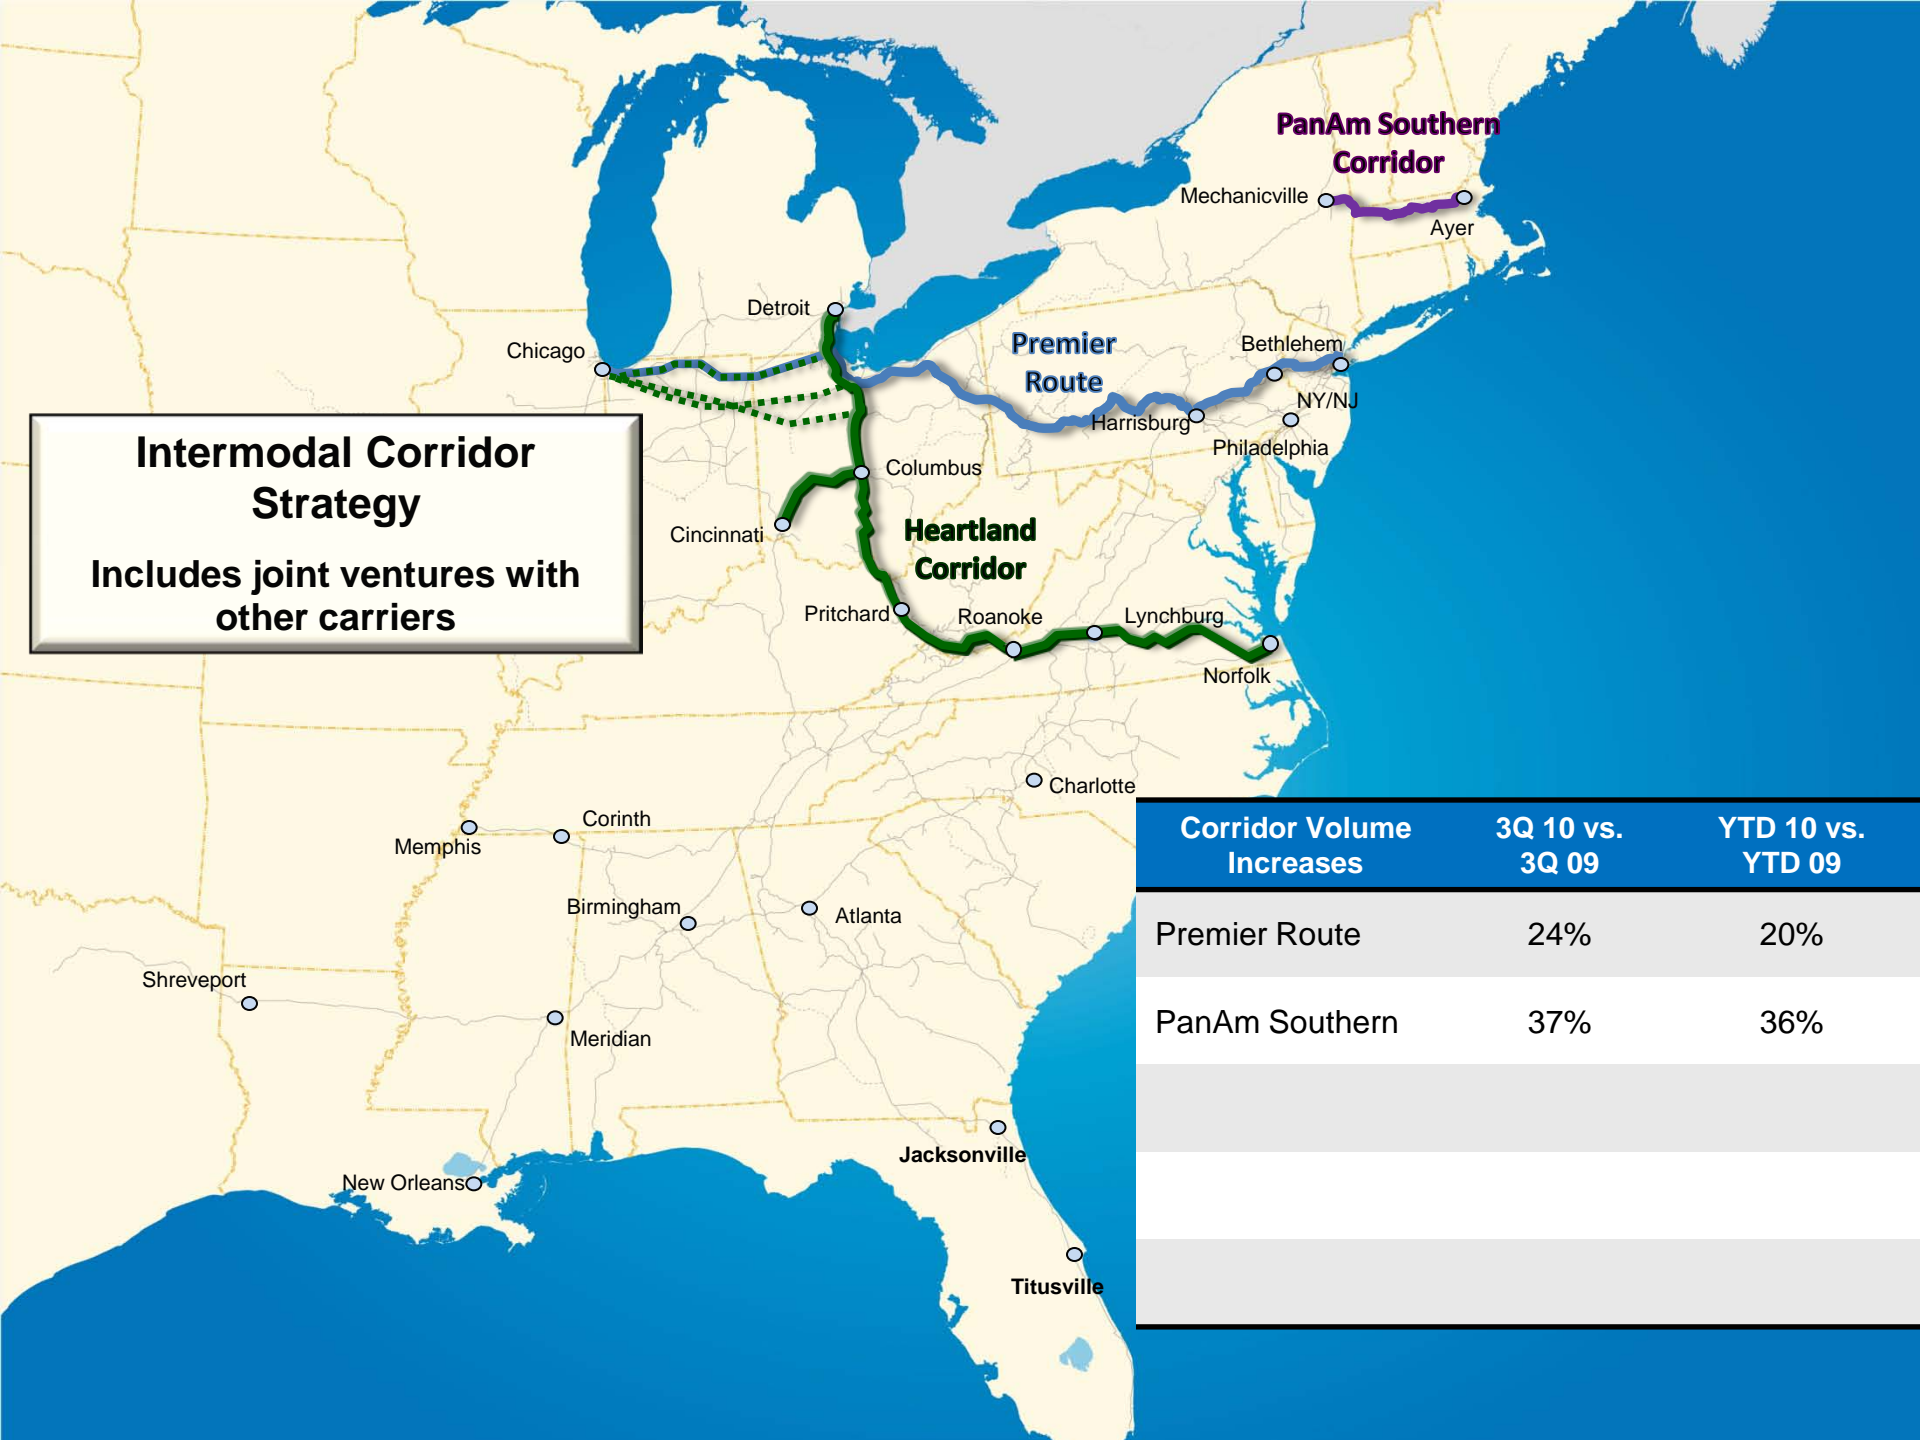 PanAm Southern
Corridor
Mechanicville
Ayer
Detroit
Chicago
Premier
Route
Bethlehem
NY/NJ
Harrisburg
Philadelphia
Intermodal Corridor
Strategy
Includes joint ventures with
other carriers
Columbus
Cincinnati
Heartland
Corridor
Pritchard
Roanoke
Lynchburg
Norfolk
Charlotte
Corinth
Memphis
Birmingham
Atlanta
Shreveport
Meridian
Jacksonville
New Orleans
Titusville
Corridor Volume
Increases
3Q 10 vs.
3Q 09
YTD 10 vs.
YTD 09
Premier Route 24% 20%
PanAm Southern 37% 36%